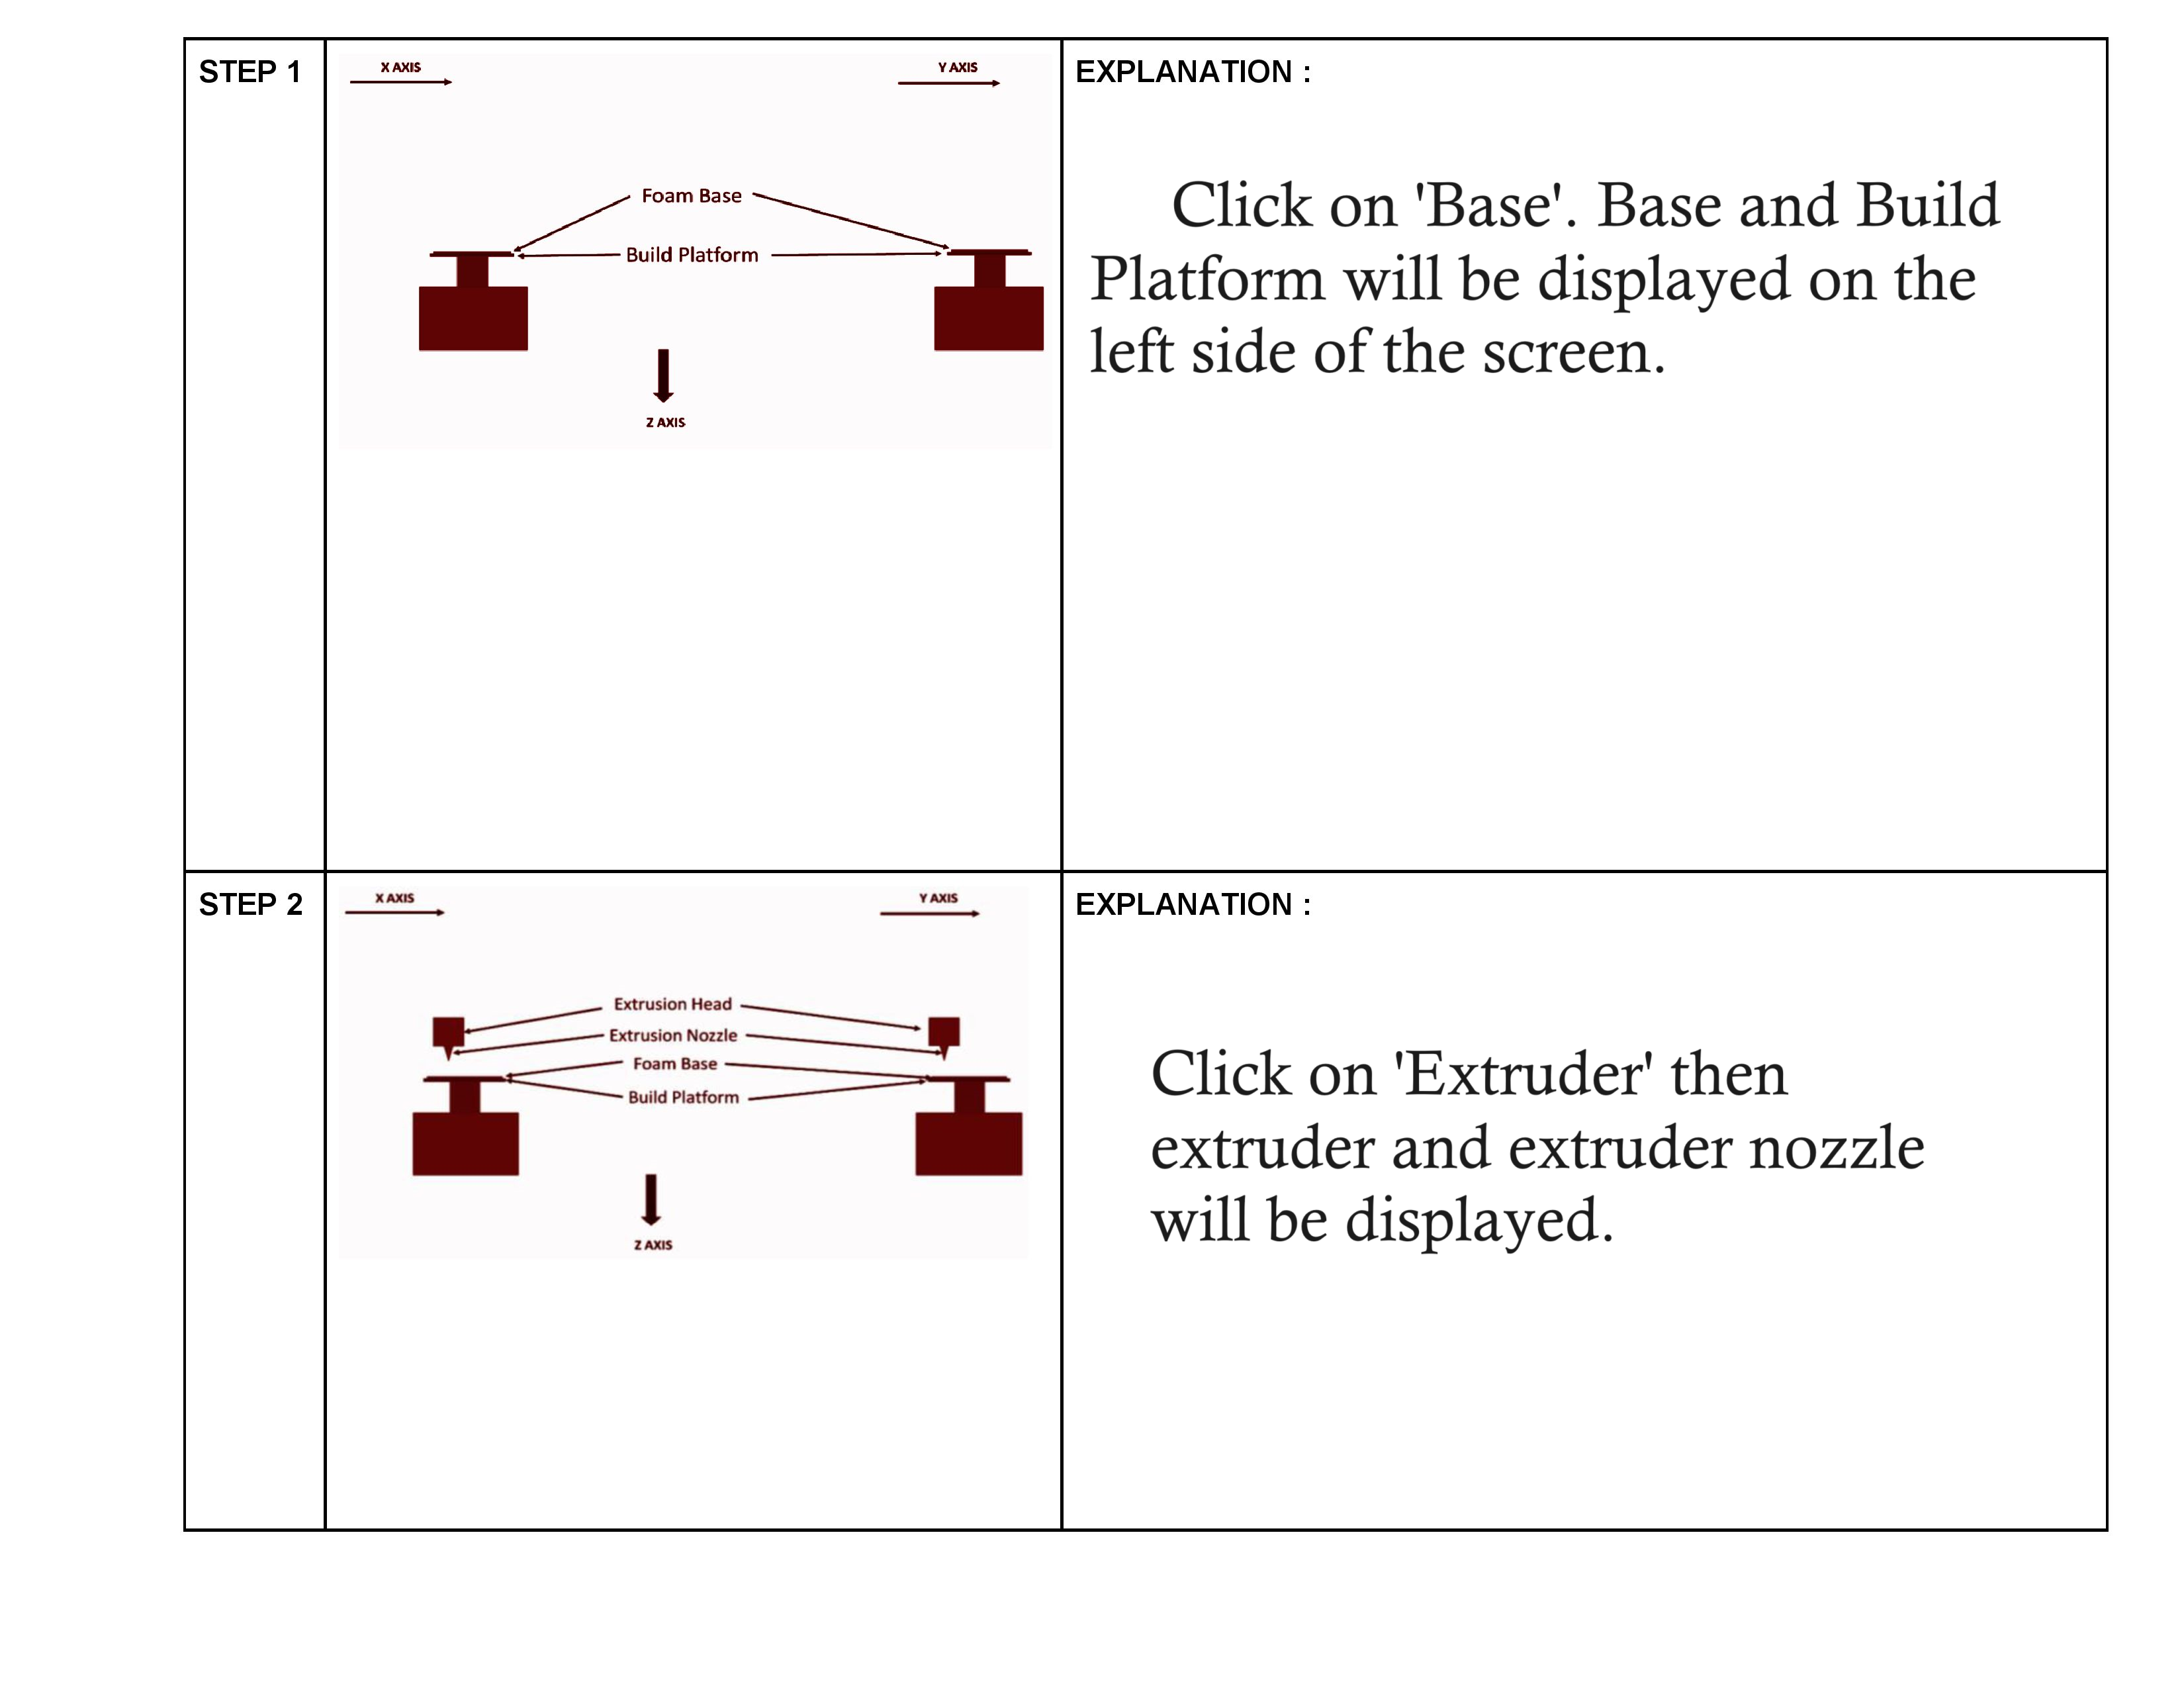 STEP 1
X AXIS
Y AXIS
Foam Base
Build Platform
Z AXIS
EXPLANATION :
Click on 'Base'. Base and Build
Platform will be displayed on the
left side of the screen.
STEP 2
X AXIS
Y AXIS
Extrusion Head
Extrusion Nozzle
Foam Base
Build Platform
Z AXIS
EXPLANATION :
Click on 'Extruder' then
extruder and extruder nozzle
will be displayed.